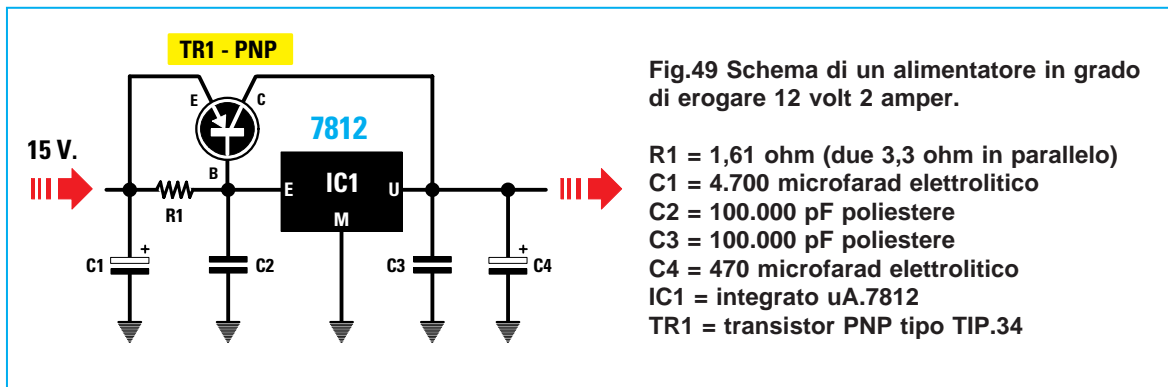 TR1 - PNP
E
C
7812
15 V.
B
E
IC1
U
R1
M
+
+
C1
C2
C3
C4
Fig.49 Schema di un alimentatore in grado
di erogare 12 volt 2 amper.
R1 = 1,61 ohm (due 3,3 ohm in parallelo)
C1 = 4.700 microfarad elettrolitico
C2 = 100.000 pF poliestere
C3 = 100.000 pF poliestere
C4 = 470 microfarad elettrolitico
IC1 = integrato uA.7812
TR1 = transistor PNP tipo TIP.34